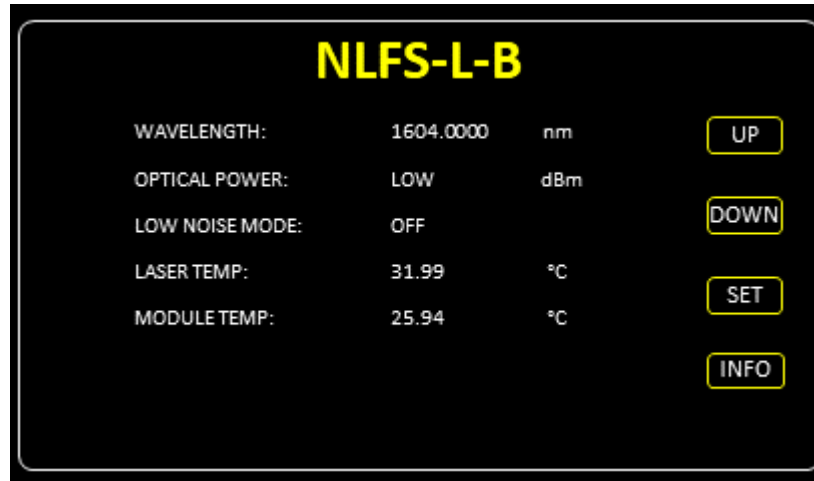 NLFS-L-B
WAVELENGTH: 1604.0000 nm
UP
OPTICAL POWER: LOW dBm
DOWN
LOW NOISE MODE: OFF
LASER TEMP: 31.99 °C
SET
MODULE TEMP: 25.94 °C
INFO